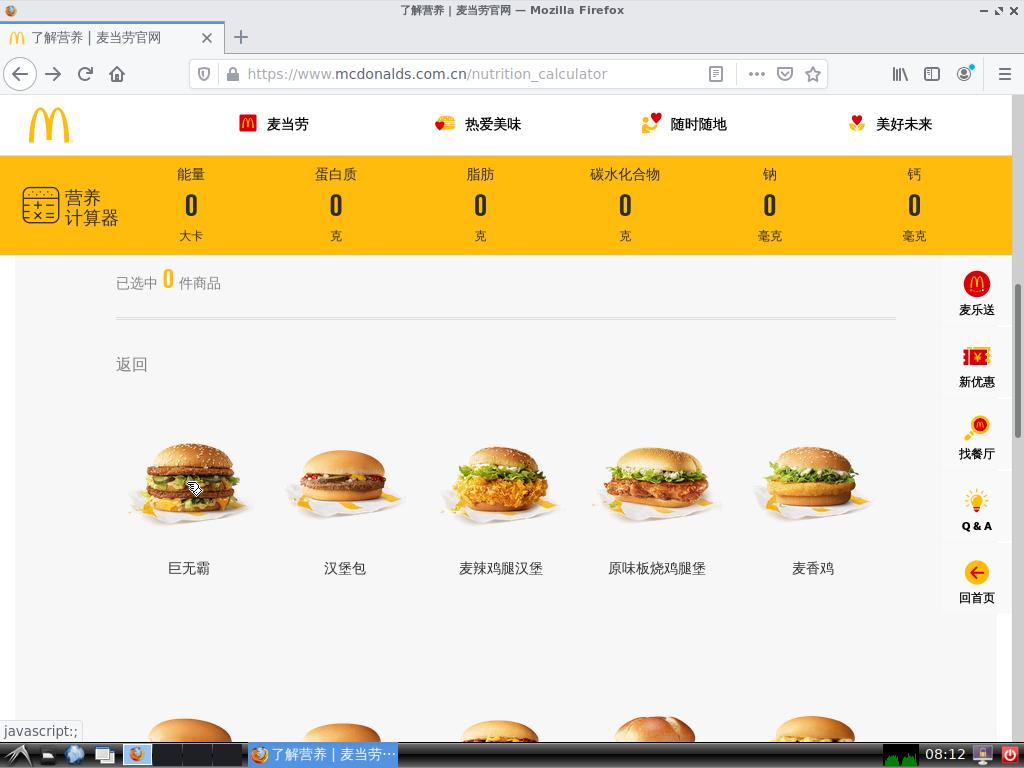 了解营养 | 麦当劳官网 — Mozilla Firefox
了解营养 | 麦当劳官网
https://www.mcdonalds.com.cn/nutrition_calculator
麦当劳 热爱美味 随时随地 美好未来
营养计算器
能量 0 大卡
蛋白质 0 克
脂肪 0 克
碳水化合物 0 克
钠 0 毫克
钙 0 毫克
已选中 0 件商品
返回
巨无霸 汉堡包 麦辣鸡腿汉堡 原味板烧鸡腿堡 麦香鸡
麦乐送
新优惠
找餐厅
Q & A
回首页
javascript:;
了解营养 | 麦当劳···
08:12